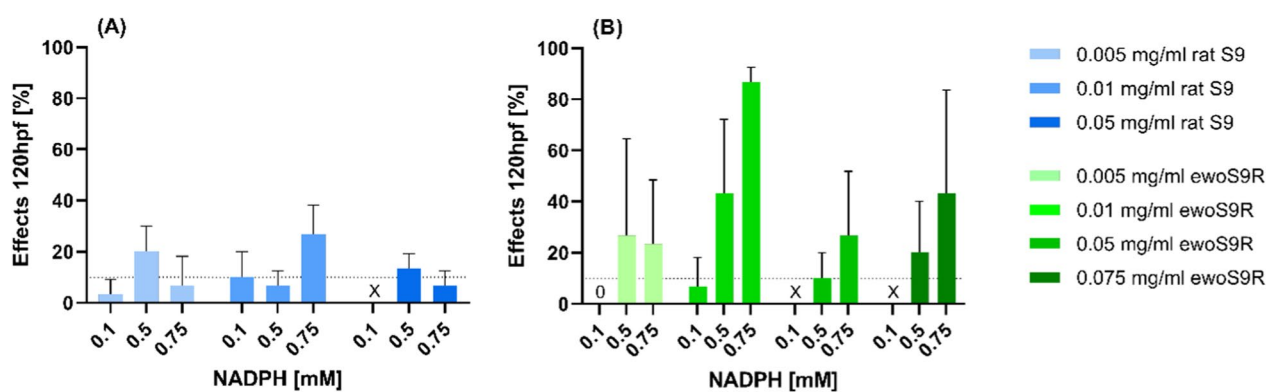 (A)
Effects 120hpf [%]
100
80
60
40
20
0
X
0.1 0.5 0.75 0.1 0.5 0.75 0.1 0.5 0.75
NADPH [mM]
(B)
Effects 120hpf [%]
100
80
60
40
20
0
0 X X
0.1 0.5 0.75 0.1 0.5 0.75 0.1 0.5 0.75 0.1 0.5 0.75
NADPH [mM]
0.005 mg/ml rat S9
0.01 mg/ml rat S9
0.05 mg/ml rat S9
0.005 mg/ml ewoS9R
0.01 mg/ml ewoS9R
0.05 mg/ml ewoS9R
0.075 mg/ml ewoS9R